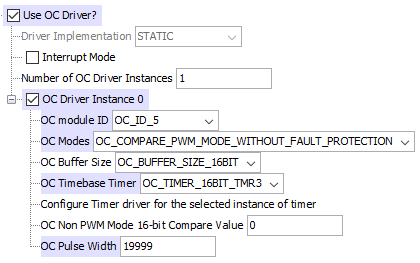 Use OC Driver?
Driver Implementation STATIC
Interrupt Mode
Number of OC Driver Instances 1
OC Driver Instance 0
OC module ID OC_ID_5
OC Modes OC_COMPARE_PWM_MODE_WITHOUT_FAULT_PROTECTION
OC Buffer Size OC_BUFFER_SIZE_16BIT
OC Timebase Timer OC_TIMER_16BIT_TMR3
Configure Timer driver for the selected instance of timer
OC Non PWM Mode 16-bit Compare Value 0
OC Pulse Width 19999